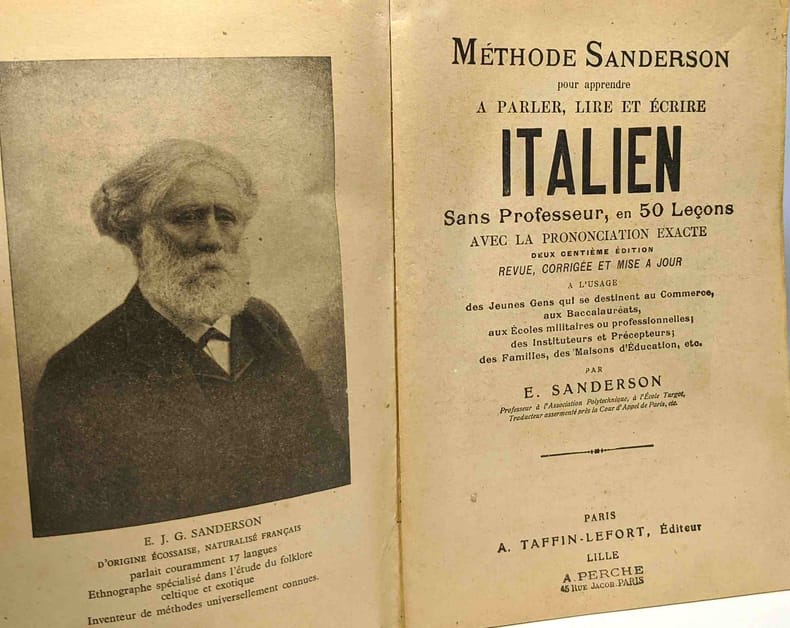 E. J. G. SANDERSON
D'ORIGINE ÉCOSSAISE, NATURALISÉ FRANÇAIS
parlait couramment 17 langues
Ethnographe spécialisé dans l'étude du folklore
celtique et exotique
Inventeur de méthodes universellement connues.
MÉTHODE SANDERSON
pour apprendre
A PARLER, LIRE ET ÉCRIRE
ITALIEN
Sans Professeur, en 50 Leçons
AVEC LA PRONONCIATION EXACTE
DEUX CENTIÈME ÉDITION
REVUE, CORRIGÉE ET MISE A JOUR
A L'USAGE
des Jeunes Gens qui se destinent au Commerce,
aux Baccalauréats,
aux Écoles militaires ou professionnelles;
des Instituteurs et Précepteurs;
des Familles, des Maisons d'Éducation, etc.
PAR
E. SANDERSON
Professeur à l'Association Polytechnique, à l'École Turgot,
Traducteur assermenté près la Cour d'Appel de Paris, etc.
PARIS
A. TAFFIN-LEFORT, Éditeur
LILLE
A. PERCHE
45 RUE JACOB. PARIS